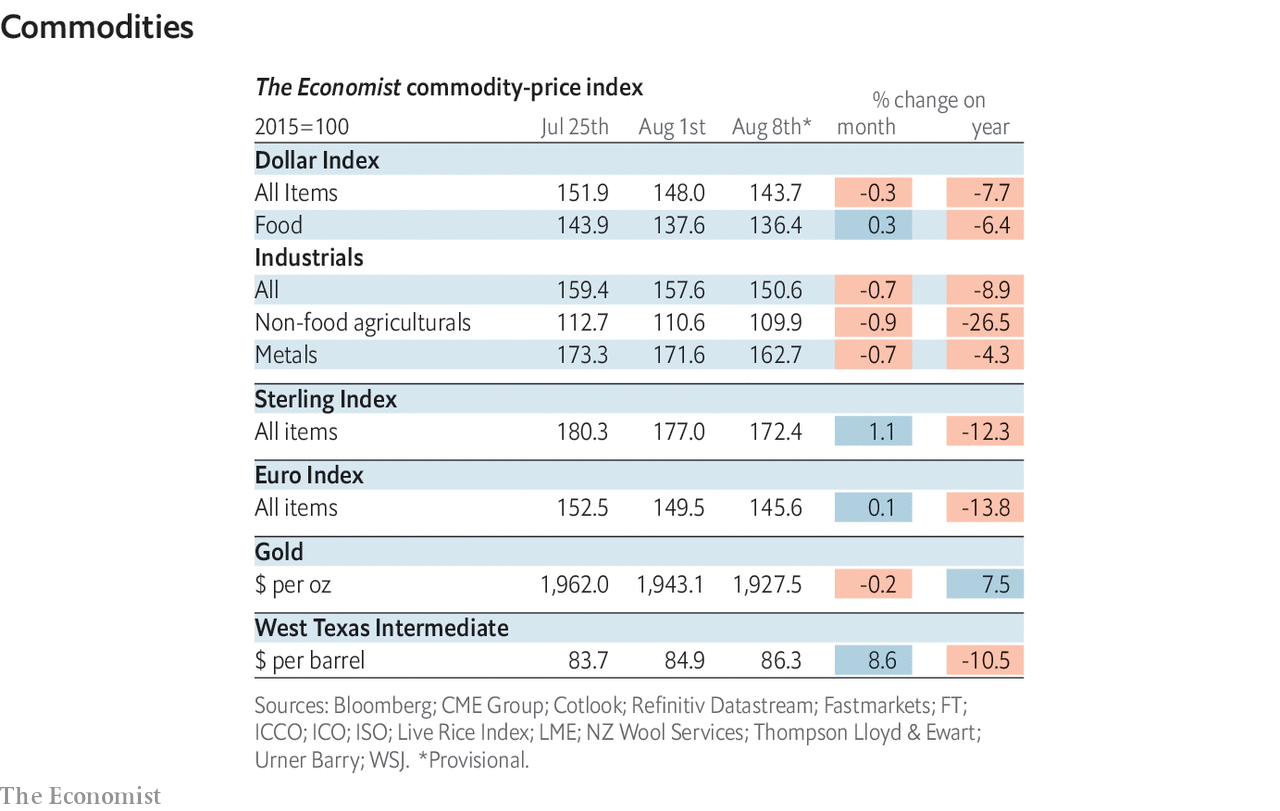 Commodities
The Economist commodity-price index
% change on
2015=100 Jul 25th Aug 1st Aug 8th* month year
Dollar Index
All Items 151.9 148.0 143.7 -0.3 -7.7
Food 143.9 137.6 136.4 0.3 -6.4
Industrials
All 159.4 157.6 150.6 -0.7 -8.9
Non-food agriculturals 112.7 110.6 109.9 -0.9 -26.5
Metals 173.3 171.6 162.7 -0.7 -4.3
Sterling Index
All items 180.3 177.0 172.4 1.1 -12.3
Euro Index
All items 152.5 149.5 145.6 0.1 -13.8
Gold
$ per oz 1,962.0 1,943.1 1,927.5 -0.2 7.5
West Texas Intermediate
$ per barrel 83.7 84.9 86.3 8.6 -10.5
Sources: Bloomberg; CME Group; Cotlook; Refinitiv Datastream; Fastmarkets; FT;
ICCO; ICO; ISO; Live Rice Index; LME; NZ Wool Services; Thompson Lloyd & Ewart;
Urner Barry; WSJ. *Provisional.
The Economist